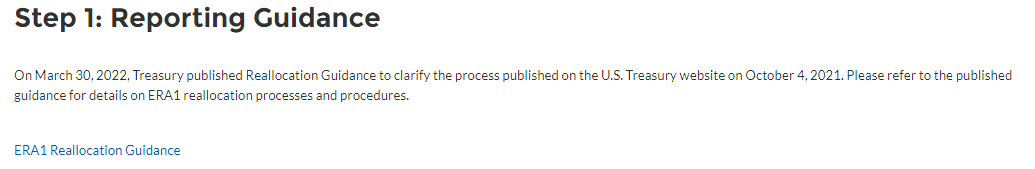 Step 1: Reporting Guidance
On March 30, 2022, Treasury published Reallocation Guidance to clarify the process published on the U.S. Treasury website on October 4, 2021. Please refer to the published
guidance for details on ERA1 reallocation processes and procedures.
ERA1 Reallocation Guidance